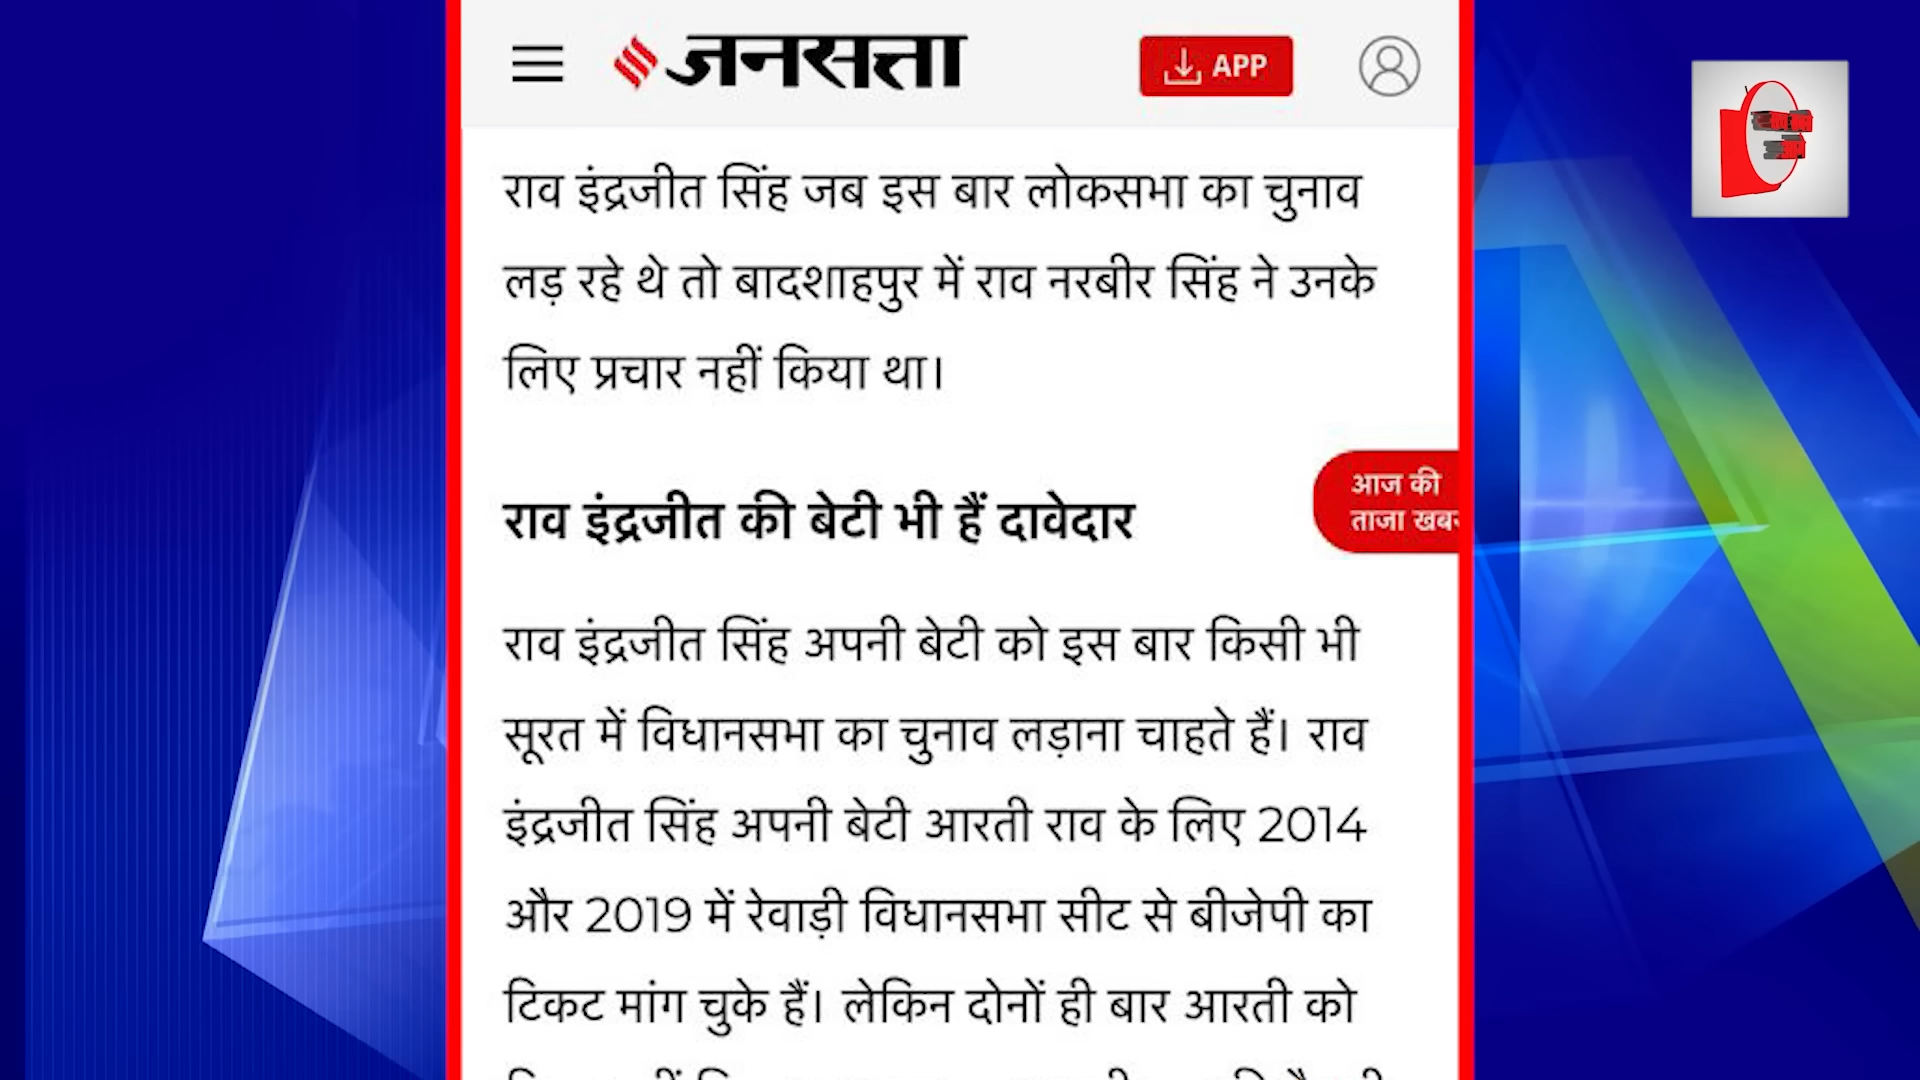 जनसत्ता
APP
राव इंद्रजीत सिंह जब इस बार लोकसभा का चुनाव
लड़ रहे थे तो बादशाहपुर में राव नरबीर सिंह ने उनके
लिए प्रचार नहीं किया था।
आज की
ताजा खबर
राव इंद्रजीत की बेटी भी हैं दावेदार
राव इंद्रजीत सिंह अपनी बेटी को इस बार किसी भी
सूरत में विधानसभा का चुनाव लड़ाना चाहते हैं। राव
इंद्रजीत सिंह अपनी बेटी आरती राव के लिए 2014
और 2019 में रेवाड़ी विधानसभा सीट से बीजेपी का
टिकट मांग चुके हैं। लेकिन दोनों ही बार आरती को